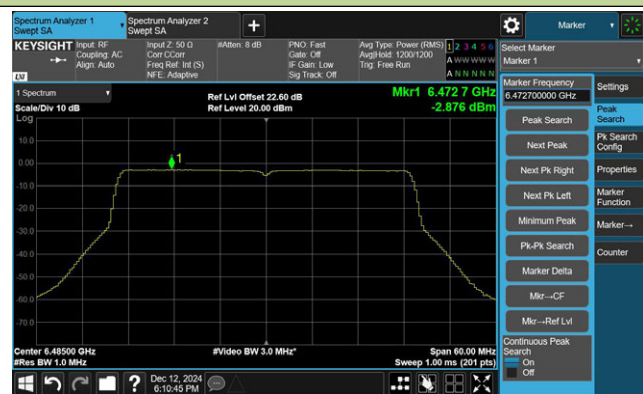 Spectrum Analyzer 1
Swept SA
Spectrum Analyzer 2
Swept SA
+
Marker
KEYSIGHT
Input: RF
Coupling: AC
Align: Auto
Input Z: 50 Ω
Corr CCorr
Freq Ref: Int (S)
NFE: Adaptive
#Atten: 8 dB
PNO: Fast
Gate: Off
IF Gain: Low
Sig Track: Off
Avg Type: Power (RMS)
Avg|Hold: 1200/1200
Trig: Free Run
1 2 3 4 5 6
A W W W W W
A N N N N N
LVI
Select Marker
Marker 1
1 Spectrum
Scale/Div 10 dB
Log
Ref Lvl Offset 22.60 dB
Ref Level 20.00 dBm
Mkr1 6.472 7 GHz
-2.876 dBm
10.0
0.00
-10.0
-20.0
-30.0
-40.0
-50.0
-60.0
-70.0
1
Center 6.48500 GHz
#Res BW 1.0 MHz
#Video BW 3.0 MHz*
Span 60.00 MHz
Sweep 1.00 ms (201 pts)
Marker Frequency
6.472700000 GHz
Peak Search
Next Peak
Next Pk Right
Next Pk Left
Minimum Peak
Pk-Pk Search
Marker Delta
Mkr→CF
Mkr→Ref Lvl
Continuous Peak
Search
On
Off
Settings
Peak
Search
Pk Search
Config
Properties
Marker
Function
Marker→
Counter
?
Dec 12, 2024
6:10:45 PM